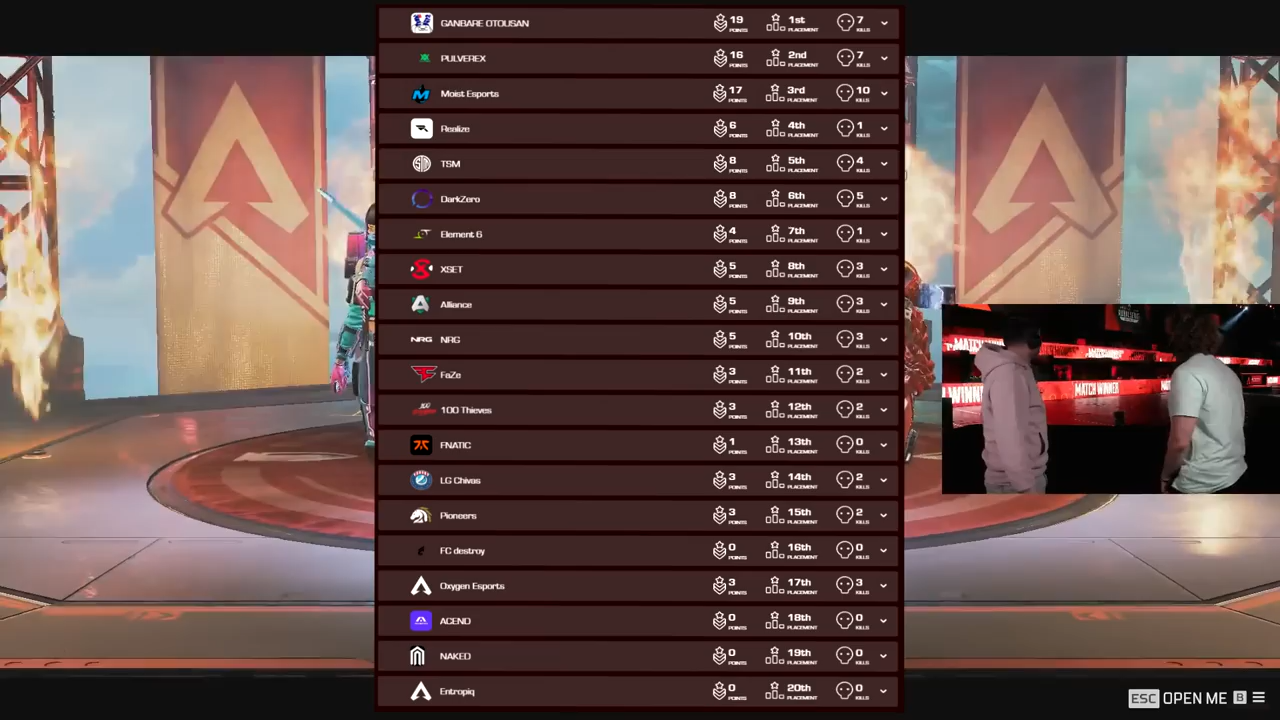 GANBARE OTOUSAN 19 POINTS 1st PLACEMENT 7 KILLS
PULVEREX 16 POINTS 2nd PLACEMENT 7 KILLS
Moist Esports 17 POINTS 3rd PLACEMENT 10 KILLS
Realize 6 POINTS 4th PLACEMENT 1 KILLS
TSM 8 POINTS 5th PLACEMENT 4 KILLS
DarkZero 8 POINTS 6th PLACEMENT 5 KILLS
Element 6 4 POINTS 7th PLACEMENT 1 KILLS
XSET 5 POINTS 8th PLACEMENT 3 KILLS
Alliance 5 POINTS 9th PLACEMENT 3 KILLS
NRG NRG 5 POINTS 10th PLACEMENT 3 KILLS
FaZe 3 POINTS 11th PLACEMENT 2 KILLS
100 Thieves 3 POINTS 12th PLACEMENT 2 KILLS
FNATIC 1 POINTS 13th PLACEMENT 0 KILLS
LG Chivas 3 POINTS 14th PLACEMENT 2 KILLS
Pioneers 3 POINTS 15th PLACEMENT 2 KILLS
FC destroy 0 POINTS 16th PLACEMENT 0 KILLS
Oxygen Esports 3 POINTS 17th PLACEMENT 3 KILLS
ACEND 0 POINTS 18th PLACEMENT 0 KILLS
NAKED 0 POINTS 19th PLACEMENT 0 KILLS
Entropiq 0 POINTS 20th PLACEMENT 0 KILLS
MATCH WINNER
ESC OPEN ME B